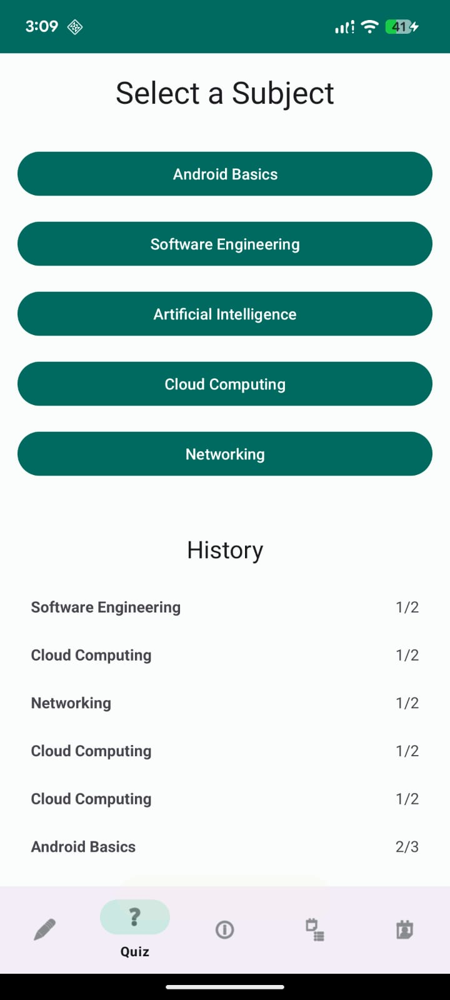 3:09
41
Select a Subject
Android Basics
Software Engineering
Artificial Intelligence
Cloud Computing
Networking
History
Software Engineering 1/2
Cloud Computing 1/2
Networking 1/2
Cloud Computing 1/2
Cloud Computing 1/2
Android Basics 2/3
?
Quiz